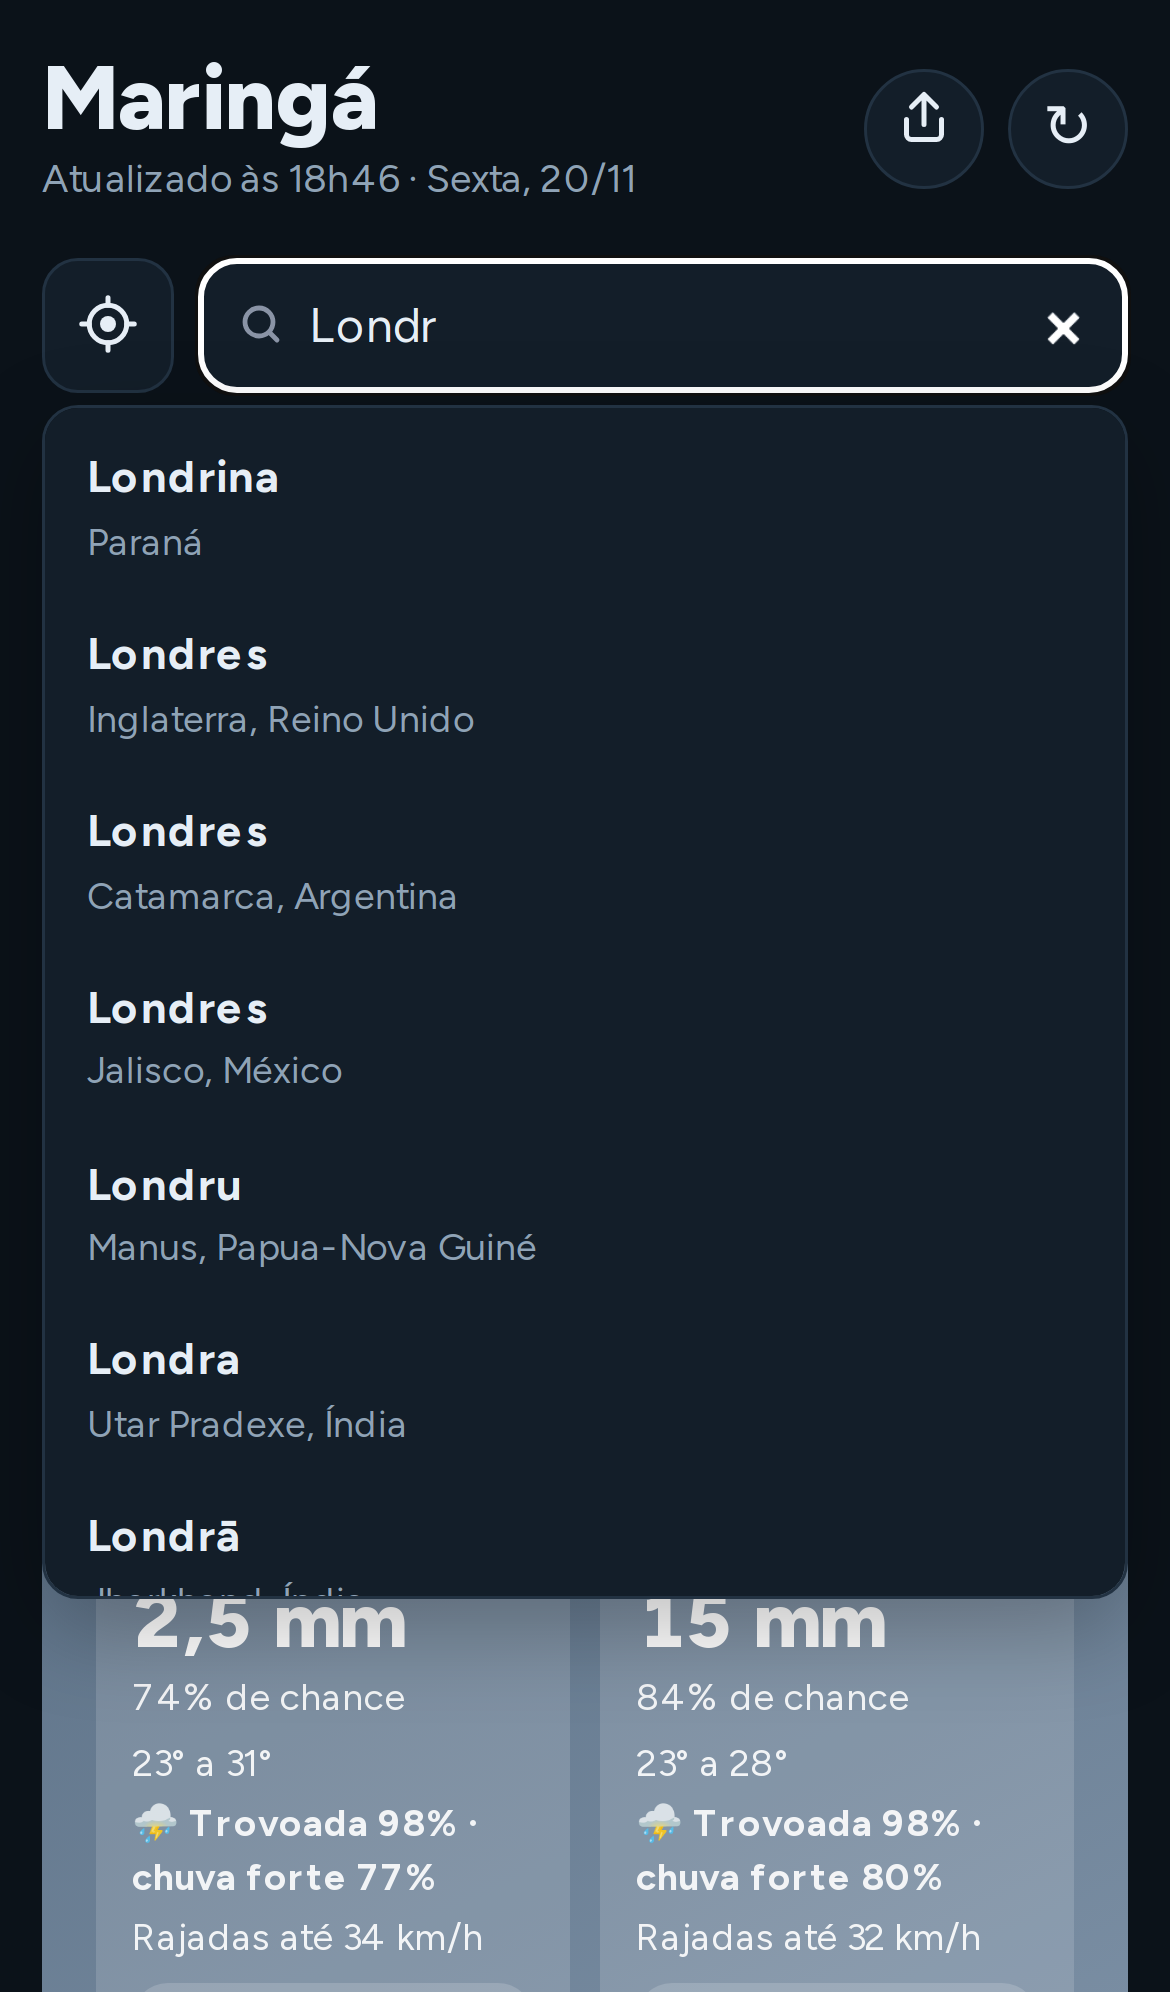 Maringá
Atualizado às 18h46 · Sexta, 20/11
Londr
Londrina
Paraná
Londres
Inglaterra, Reino Unido
Londres
Catamarca, Argentina
Londres
Jalisco, México
Londru
Manus, Papua-Nova Guiné
Londra
Utar Pradexe, Índia
Londrā
Jharkhand, Índia
2,5 mm
74% de chance
23° a 31°
⛈️ Trovoada 98% ·
chuva forte 77%
Rajadas até 34 km/h
15 mm
84% de chance
23° a 28°
⛈️ Trovoada 98% ·
chuva forte 80%
Rajadas até 32 km/h